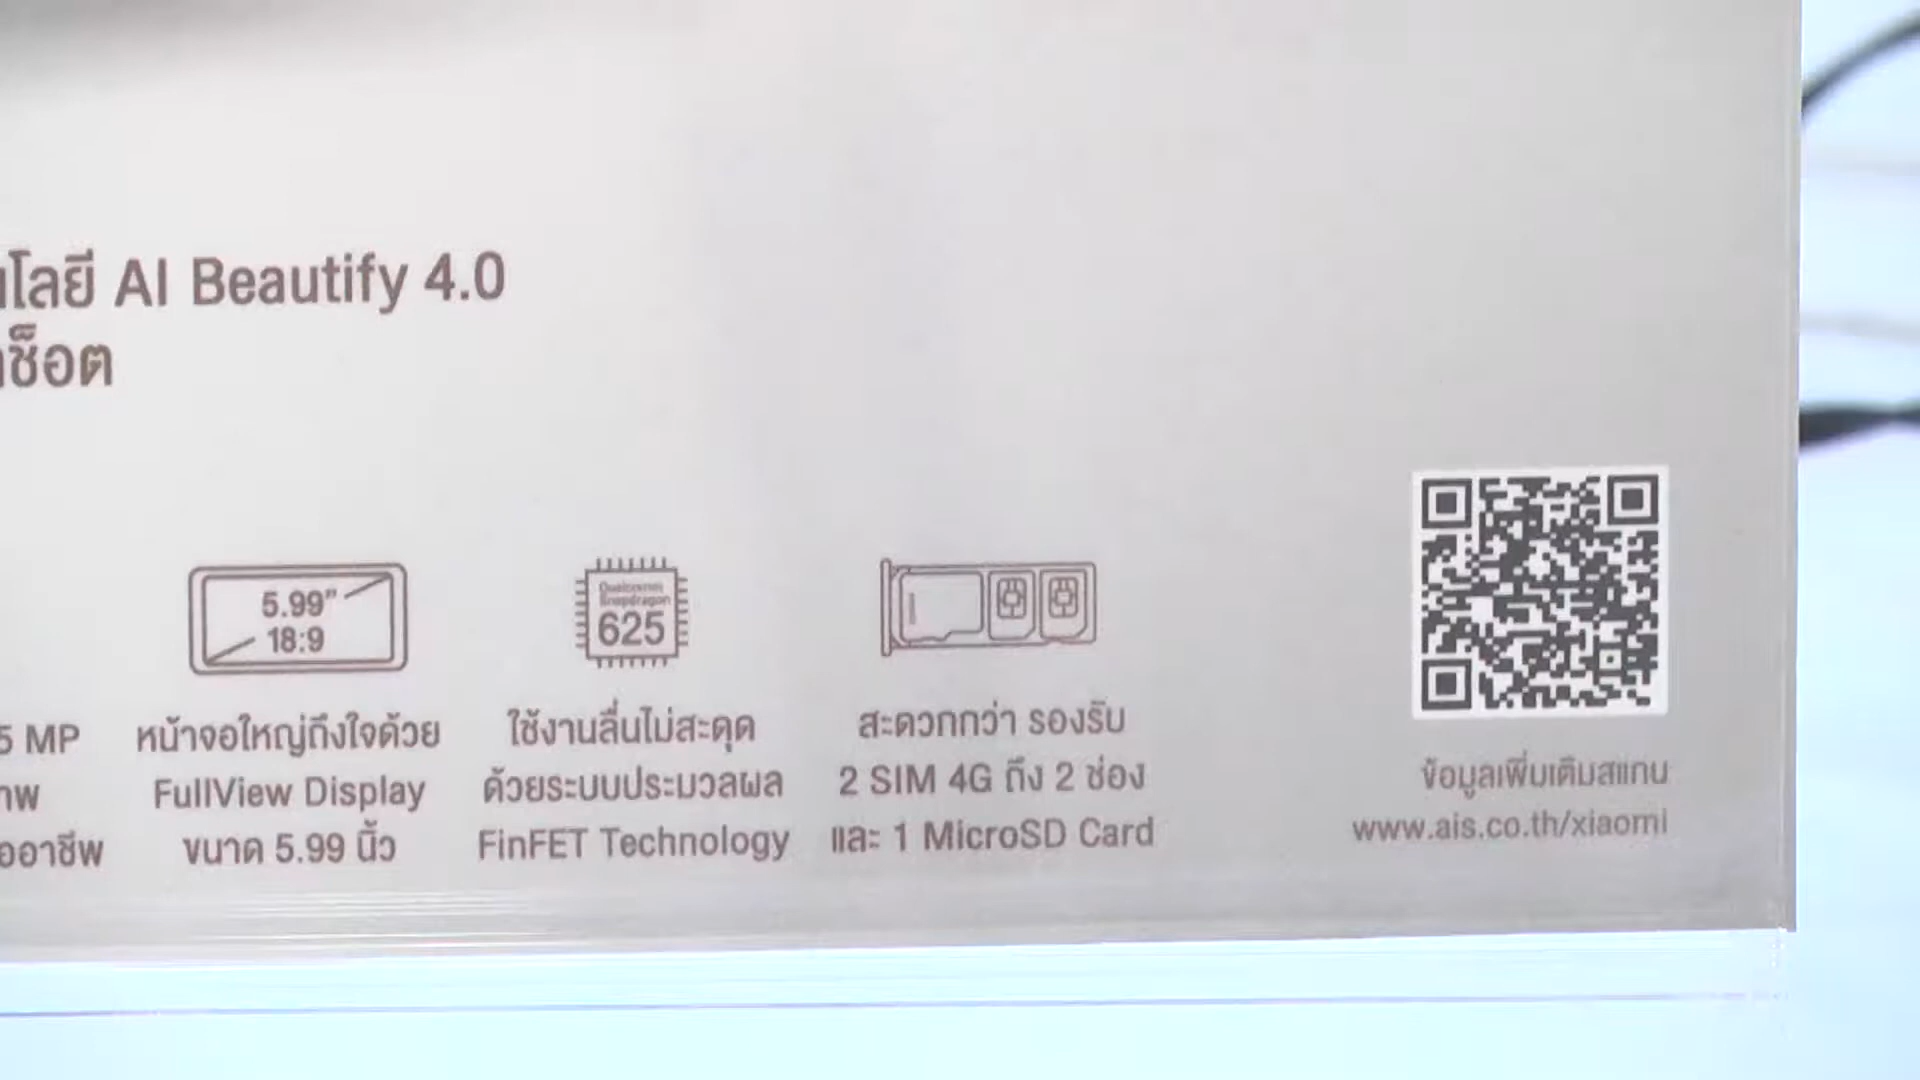 โลยี AI Beautify 4.0
ช็อต
5.99”
18:9
Qualcomm
Snapdragon
625
5 MP
หน้าจอใหญ่ถึงใจด้วย
FullView Display
ขนาด 5.99 นิ้ว
ใช้งานลื่นไม่สะดุด
ด้วยระบบประมวลผล
FinFET Technology
สะดวกกว่า รองรับ
2 SIM 4G ถึง 2 ช่อง
และ 1 MicroSD Card
ข้อมูลเพิ่มเติมสแกน
www.ais.co.th/xiaomi